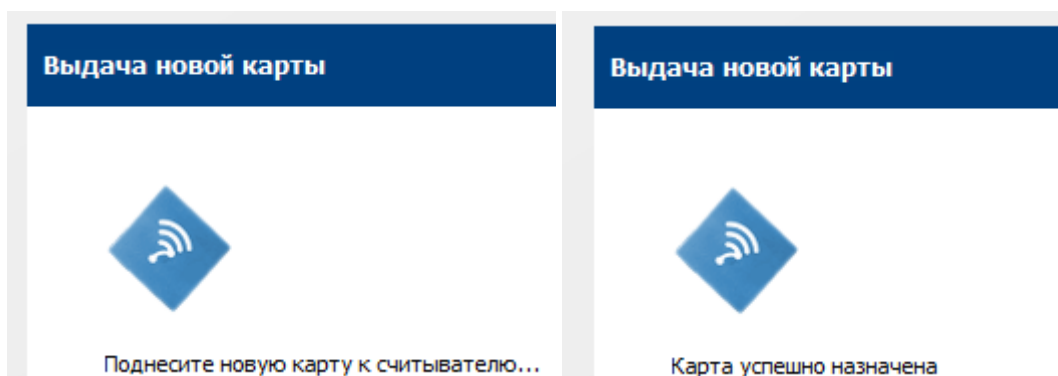 Выдача новой карты
Поднесите новую карту к считывателю...
Выдача новой карты
Карта успешно назначена